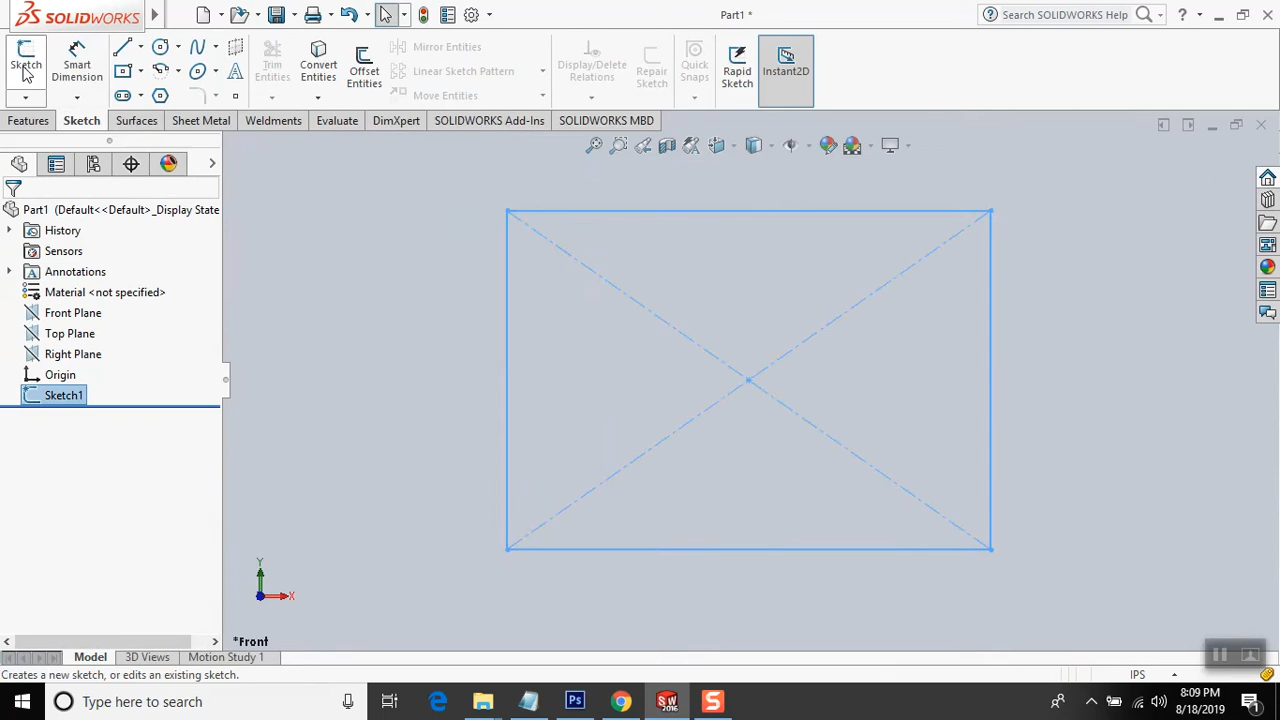 SOLIDWORKS
Part1 *
Search SOLIDWORKS Help
?
Sketch
Smart Dimension
Trim Entities
Convert Entities
Offset Entities
Mirror Entities
Linear Sketch Pattern
Move Entities
Display/Delete Relations
Repair Sketch
Quick Snaps
Rapid Sketch
Instant2D
Features
Sketch
Surfaces
Sheet Metal
Weldments
Evaluate
DimXpert
SOLIDWORKS Add-Ins
SOLIDWORKS MBD
Part1 (Default<<Default>_Display State
History
Sensors
Annotations
Material <not specified>
Front Plane
Top Plane
Right Plane
Origin
Sketch1
Y
X
*Front
Model
3D Views
Motion Study 1
Creates a new sketch, or edits an existing sketch.
IPS
Type here to search
Ps
SW
2016
S
8:09 PM
8/18/2019